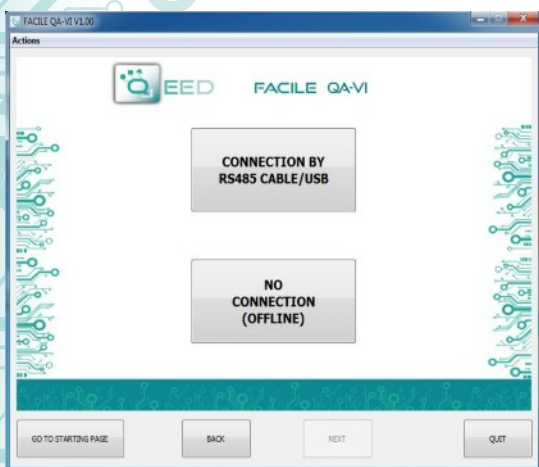 FACILE QA-VI V1.00
Actions
QEED FACILE QA-VI
CONNECTION BY
RS485 CABLE/USB
NO
CONNECTION
(OFFLINE)
GO TO STARTING PAGE BACK NEXT QUIT